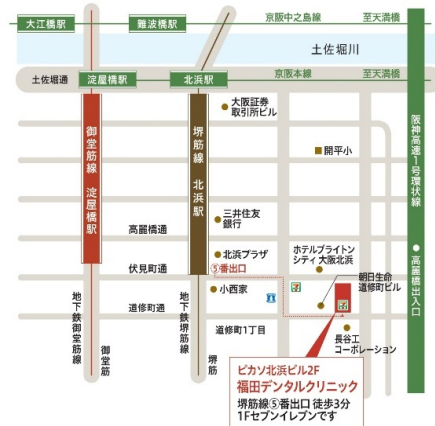 大江橋駅
難波橋駅
京阪中之島線
至天満橋
土佐堀川
土佐堀通
淀屋橋駅
北浜駅
京阪本線
至天満橋
大阪証券
取引所ビル
御堂筋線 淀屋橋駅
堺筋線 北浜駅
開平小
阪神高速1号環状線
三井住友
銀行
高麗橋通
北浜プラザ
ホテルブライトン
シティ 大阪北浜
高麗橋出入口
伏見町通
⑤番出口
朝日生命
道修町ビル
小西家
道修町通
地下鉄御堂筋線
御堂筋
地下鉄堺筋線
堺筋
道修町1丁目
長谷工
コーポレーション
ピカソ北浜ビル2F
福田デンタルクリニック
堺筋線⑤番出口 徒歩3分
1Fセブンイレブンです